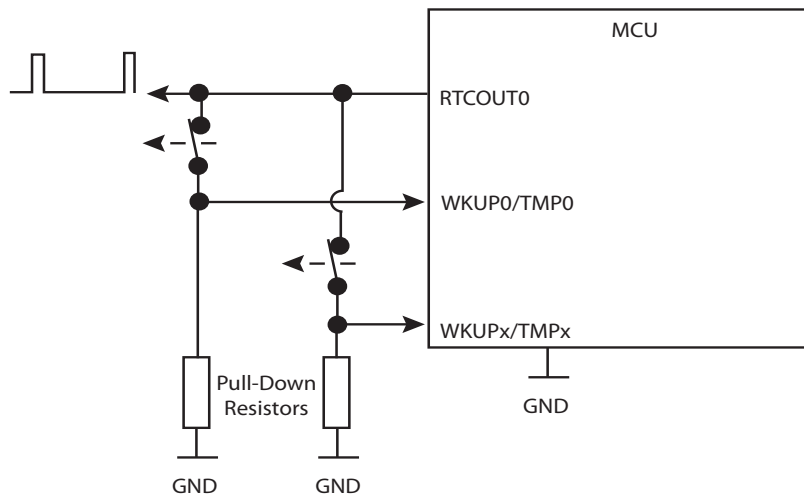 MCU
RTCOUT0
WKUP0/TMP0
WKUPx/TMPx
Pull-Down
Resistors
GND
GND
GND